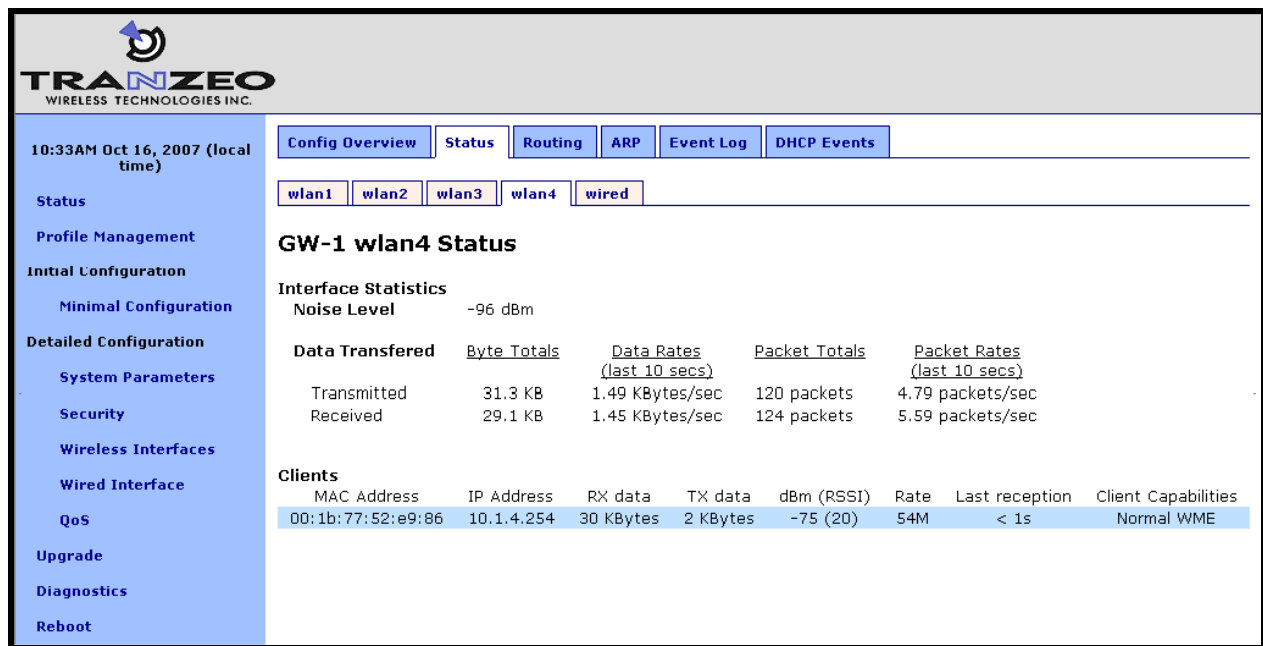 TRANZEO
WIRELESS TECHNOLOGIES INC.
10:33AM Oct 16, 2007 (local
time)
Status
Profile Management
Initial Configuration
Minimal Configuration
Detailed Configuration
System Parameters
Security
Wireless Interfaces
Wired Interface
QoS
Upgrade
Diagnostics
Reboot
Config Overview Status Routing ARP Event Log DHCP Events
wlan1 wlan2 wlan3 wlan4 wired
GW-1 wlan4 Status
Interface Statistics
Noise Level -96 dBm
Data Transfered Byte Totals Data Rates Packet Totals Packet Rates
(last 10 secs) (last 10 secs)
Transmitted 31.3 KB 1.49 KBytes/sec 120 packets 4.79 packets/sec
Received 29.1 KB 1.45 KBytes/sec 124 packets 5.59 packets/sec
Clients
MAC Address IP Address RX data TX data dBm (RSSI) Rate Last reception Client Capabilities
00:1b:77:52:e9:86 10.1.4.254 30 KBytes 2 KBytes -75 (20) 54M < 1s Normal WME